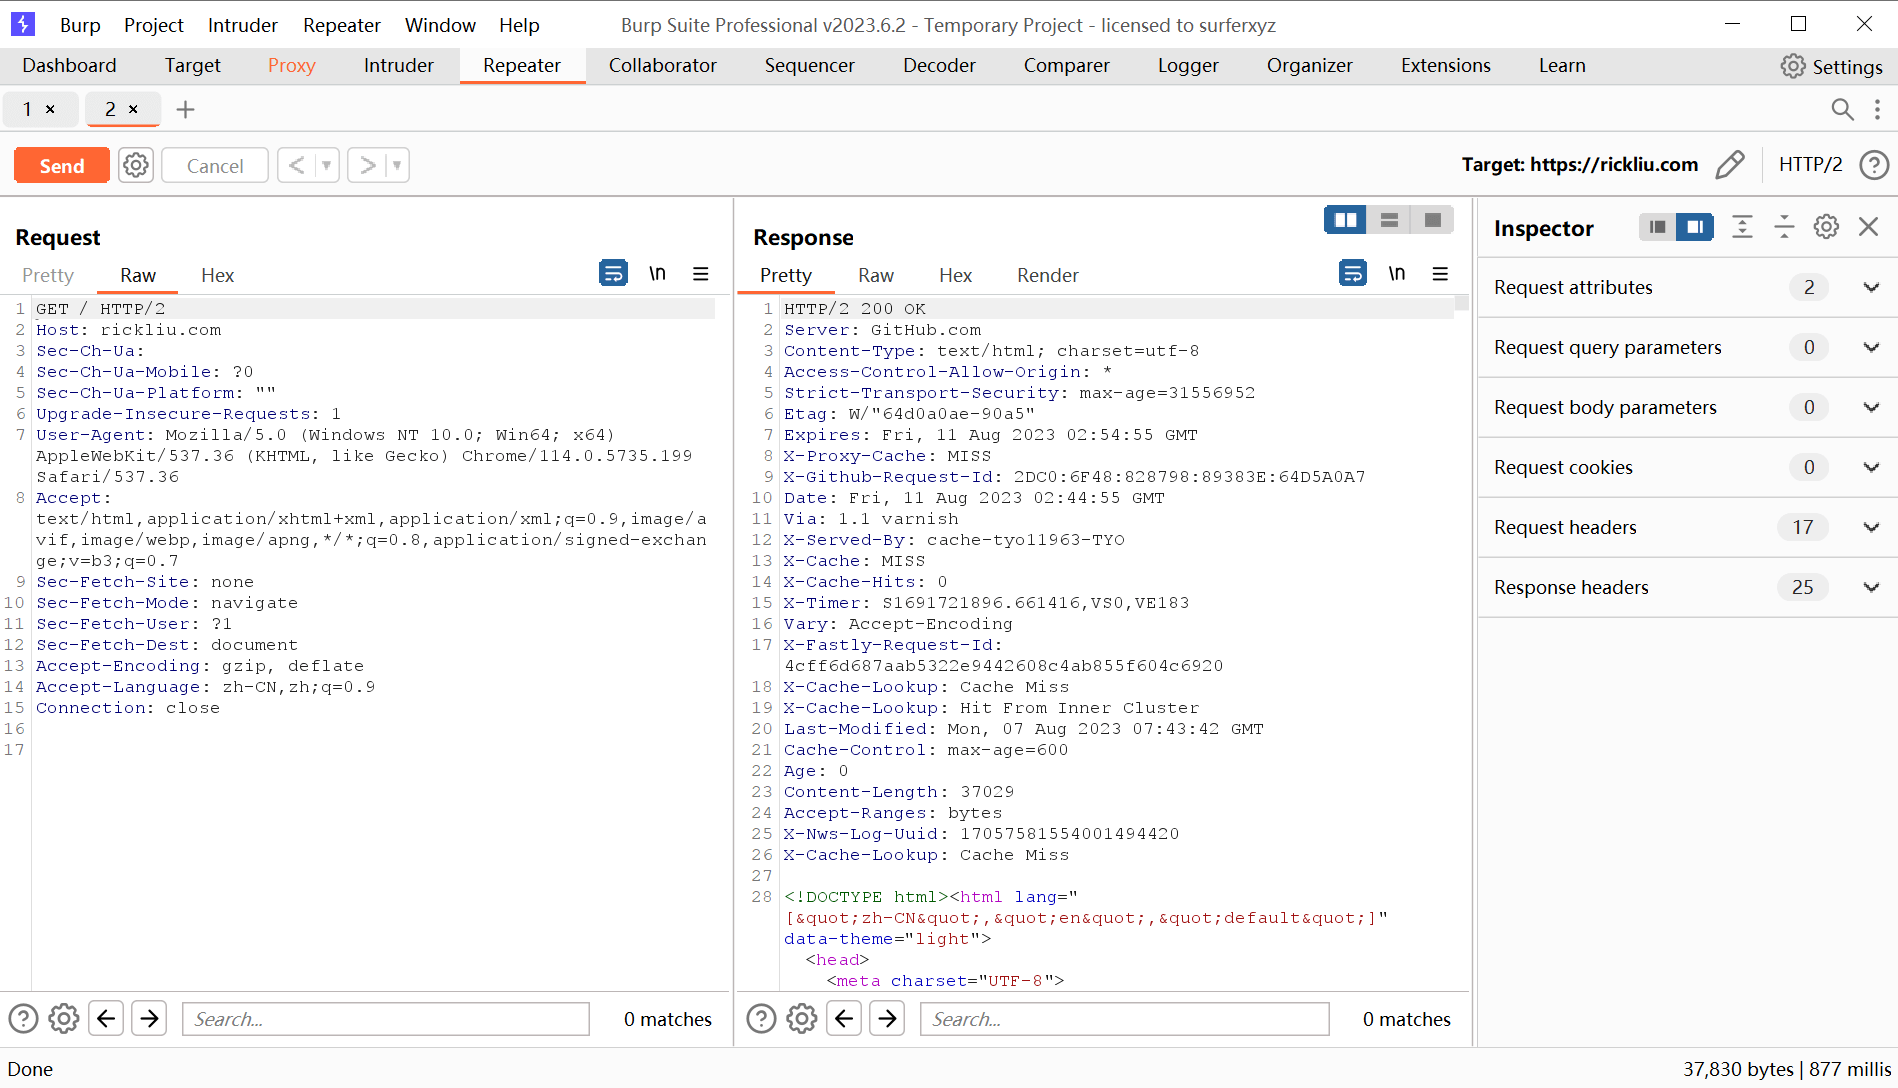 Burp Project Intruder Repeater Window Help Burp Suite Professional v2023.6.2 - Temporary Project - licensed to surferxyz
Dashboard Target Proxy Intruder Repeater Collaborator Sequencer Decoder Comparer Logger Organizer Extensions Learn Settings
1 × 2 × +
Send Cancel < > Target: https://rickliu.com HTTP/2
Request
Pretty Raw Hex \n
1 GET / HTTP/2
2 Host: rickliu.com
3 Sec-Ch-Ua:
4 Sec-Ch-Ua-Mobile: ?0
5 Sec-Ch-Ua-Platform: ""
6 Upgrade-Insecure-Requests: 1
7 User-Agent: Mozilla/5.0 (Windows NT 10.0; Win64; x64)
AppleWebKit/537.36 (KHTML, like Gecko) Chrome/114.0.5735.199
Safari/537.36
8 Accept:
text/html,application/xhtml+xml,application/xml;q=0.9,image/a
vif,image/webp,image/apng,*/*;q=0.8,application/signed-exchan
ge;v=b3;q=0.7
9 Sec-Fetch-Site: none
10 Sec-Fetch-Mode: navigate
11 Sec-Fetch-User: ?1
12 Sec-Fetch-Dest: document
13 Accept-Encoding: gzip, deflate
14 Accept-Language: zh-CN,zh;q=0.9
15 Connection: close
16
17
Search... 0 matches
Response
Pretty Raw Hex Render \n
1 HTTP/2 200 OK
2 Server: GitHub.com
3 Content-Type: text/html; charset=utf-8
4 Access-Control-Allow-Origin: *
5 Strict-Transport-Security: max-age=31556952
6 Etag: W/"64d0a0ae-90a5"
7 Expires: Fri, 11 Aug 2023 02:54:55 GMT
8 X-Proxy-Cache: MISS
9 X-Github-Request-Id: 2DC0:6F48:828798:89383E:64D5A0A7
10 Date: Fri, 11 Aug 2023 02:44:55 GMT
11 Via: 1.1 varnish
12 X-Served-By: cache-tyo11963-TYO
13 X-Cache: MISS
14 X-Cache-Hits: 0
15 X-Timer: S1691721896.661416,VS0,VE183
16 Vary: Accept-Encoding
17 X-Fastly-Request-Id:
4cff6d687aab5322e9442608c4ab855f604c6920
18 X-Cache-Lookup: Cache Miss
19 X-Cache-Lookup: Hit From Inner Cluster
20 Last-Modified: Mon, 07 Aug 2023 07:43:42 GMT
21 Cache-Control: max-age=600
22 Age: 0
23 Content-Length: 37029
24 Accept-Ranges: bytes
25 X-Nws-Log-Uuid: 17057581554001494420
26 X-Cache-Lookup: Cache Miss
27
28 <!DOCTYPE html><html lang="
[&quot;zh-CN&quot;,&quot;en&quot;,&quot;default&quot;]"
data-theme="light">
<head>
<meta charset="UTF-8">
Search... 0 matches
Inspector
Request attributes 2
Request query parameters 0
Request body parameters 0
Request cookies 0
Request headers 17
Response headers 25
Done 37,830 bytes | 877 millis